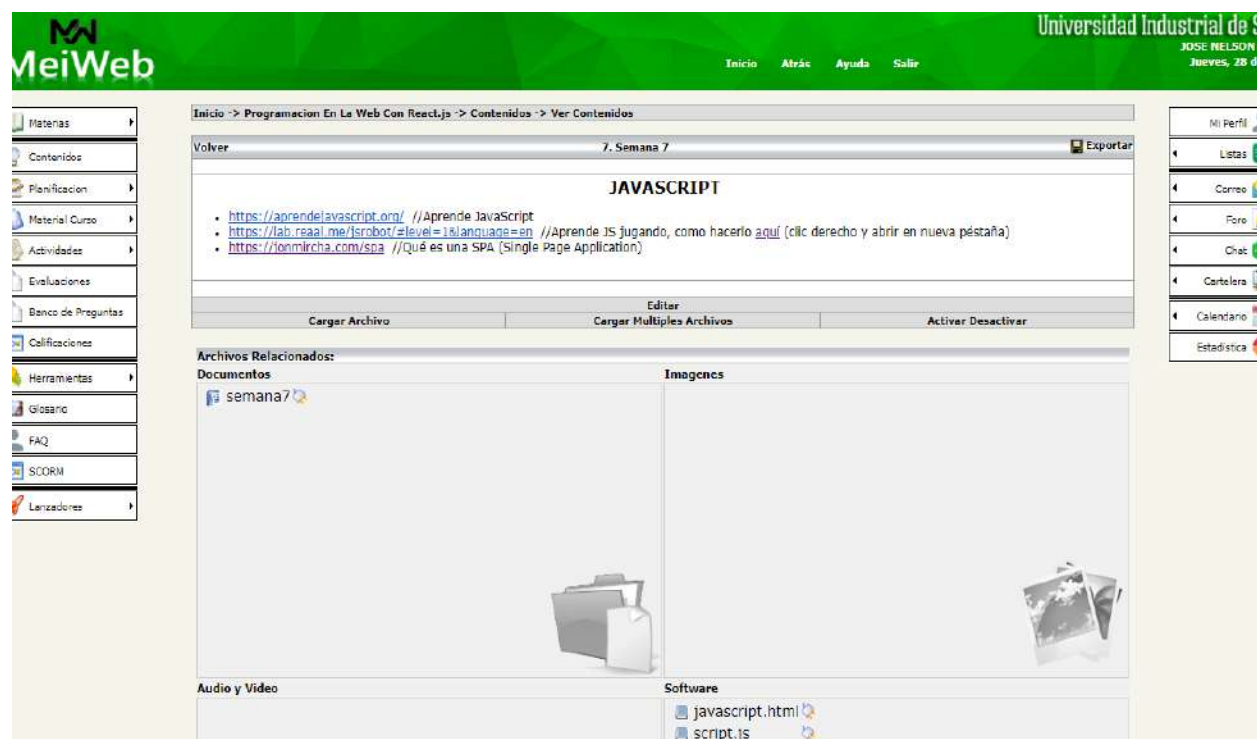 Universidad Industrial de S
JOSE NELSON
Jueves, 28 d
MeiWeb
Inicio Atrás Ayuda Salir
Materias
Contenidos
Planificacion
Material Curso
Actividades
Evaluaciones
Banco de Preguntas
Calificaciones
Herramientas
Glosario
FAQ
SCORM
Lanzadores
Inicio -> Programacion En La Web Con React.js -> Contenidos -> Ver Contenidos
Volver 7. Semana 7 Exportar
JAVASCRIPT
https://aprendejavascript.org/ //Aprende JavaScript
https://lab.reaal.me/jsrobot/#level=1&language=en //Aprende JS jugando, como hacerlo aquí (clic derecho y abrir en nueva péstaña)
https://jonmircha.com/spa //Qué es una SPA (Single Page Application)
Editar
Cargar Archivo Cargar Multiples Archivos Activar Desactivar
Archivos Relacionados:
Documentos Imagenes
semana7
Audio y Video Software
javascript.html
script.js
Mi Perfil
Listas
Correo
Foro
Chat
Cartelera
Calendario
Estadistica